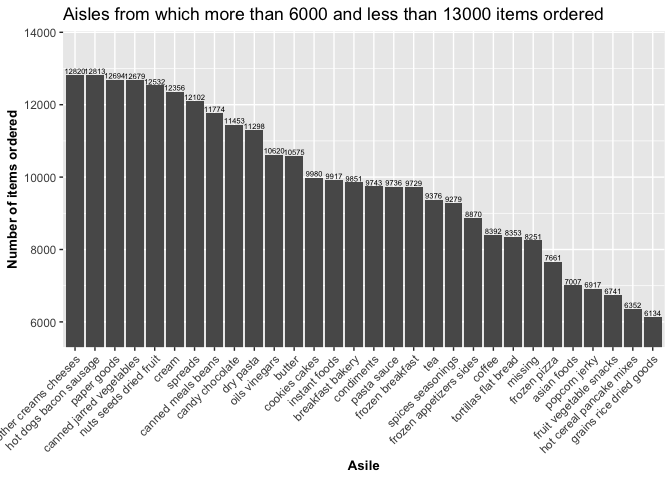 Aisles from which more than 6000 and less than 13000 items ordered
Number of items ordered
14000
12000
10000
8000
6000
12820
12813
12694
12679
12532
12356
12102
11774
11453
11298
10620
10575
9980
9917
9851
9743
9736
9729
9376
9279
8870
8392
8353
8251
7661
7007
6917
6741
6352
6134
other creams cheeses
hot dogs bacon sausage
paper goods
canned jarred vegetables
nuts seeds dried fruit
cream
spreads
canned meals beans
candy chocolate
dry pasta
oils vinegars
butter
cookies cakes
instant foods
breakfast bakery
condiments
pasta sauce
frozen breakfast
tea
spices seasonings
frozen appetizers sides
coffee
tortillas flat bread
missing
frozen pizza
asian foods
popcorn jerky
fruit vegetable snacks
hot cereal pancake mixes
grains rice dried goods
Asile